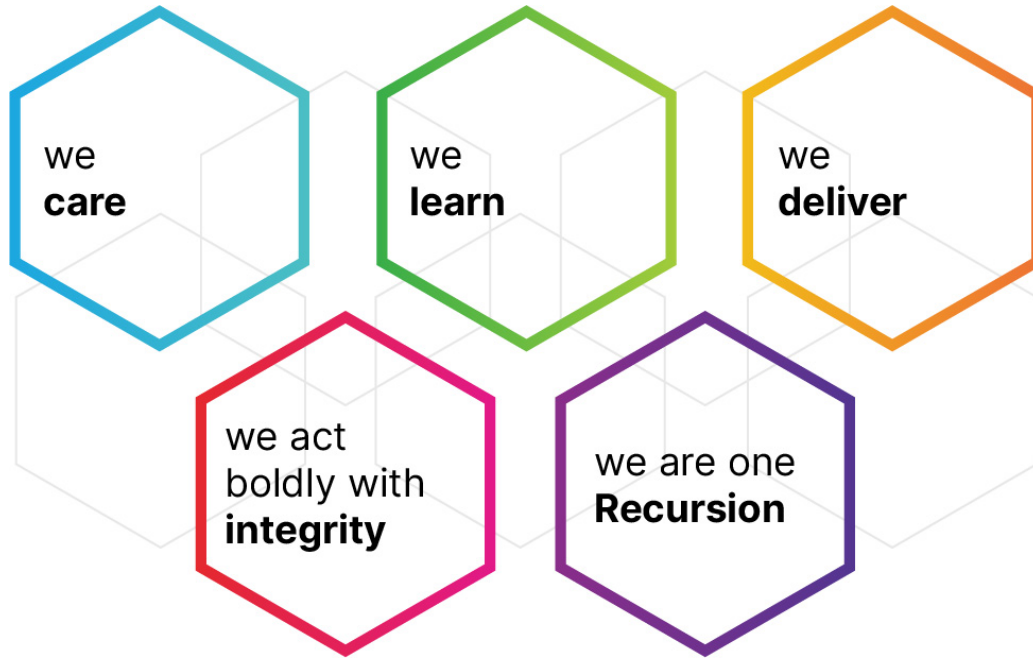 we
care
we
learn
we
deliver
we act
boldly with
integrity
we are one
Recursion